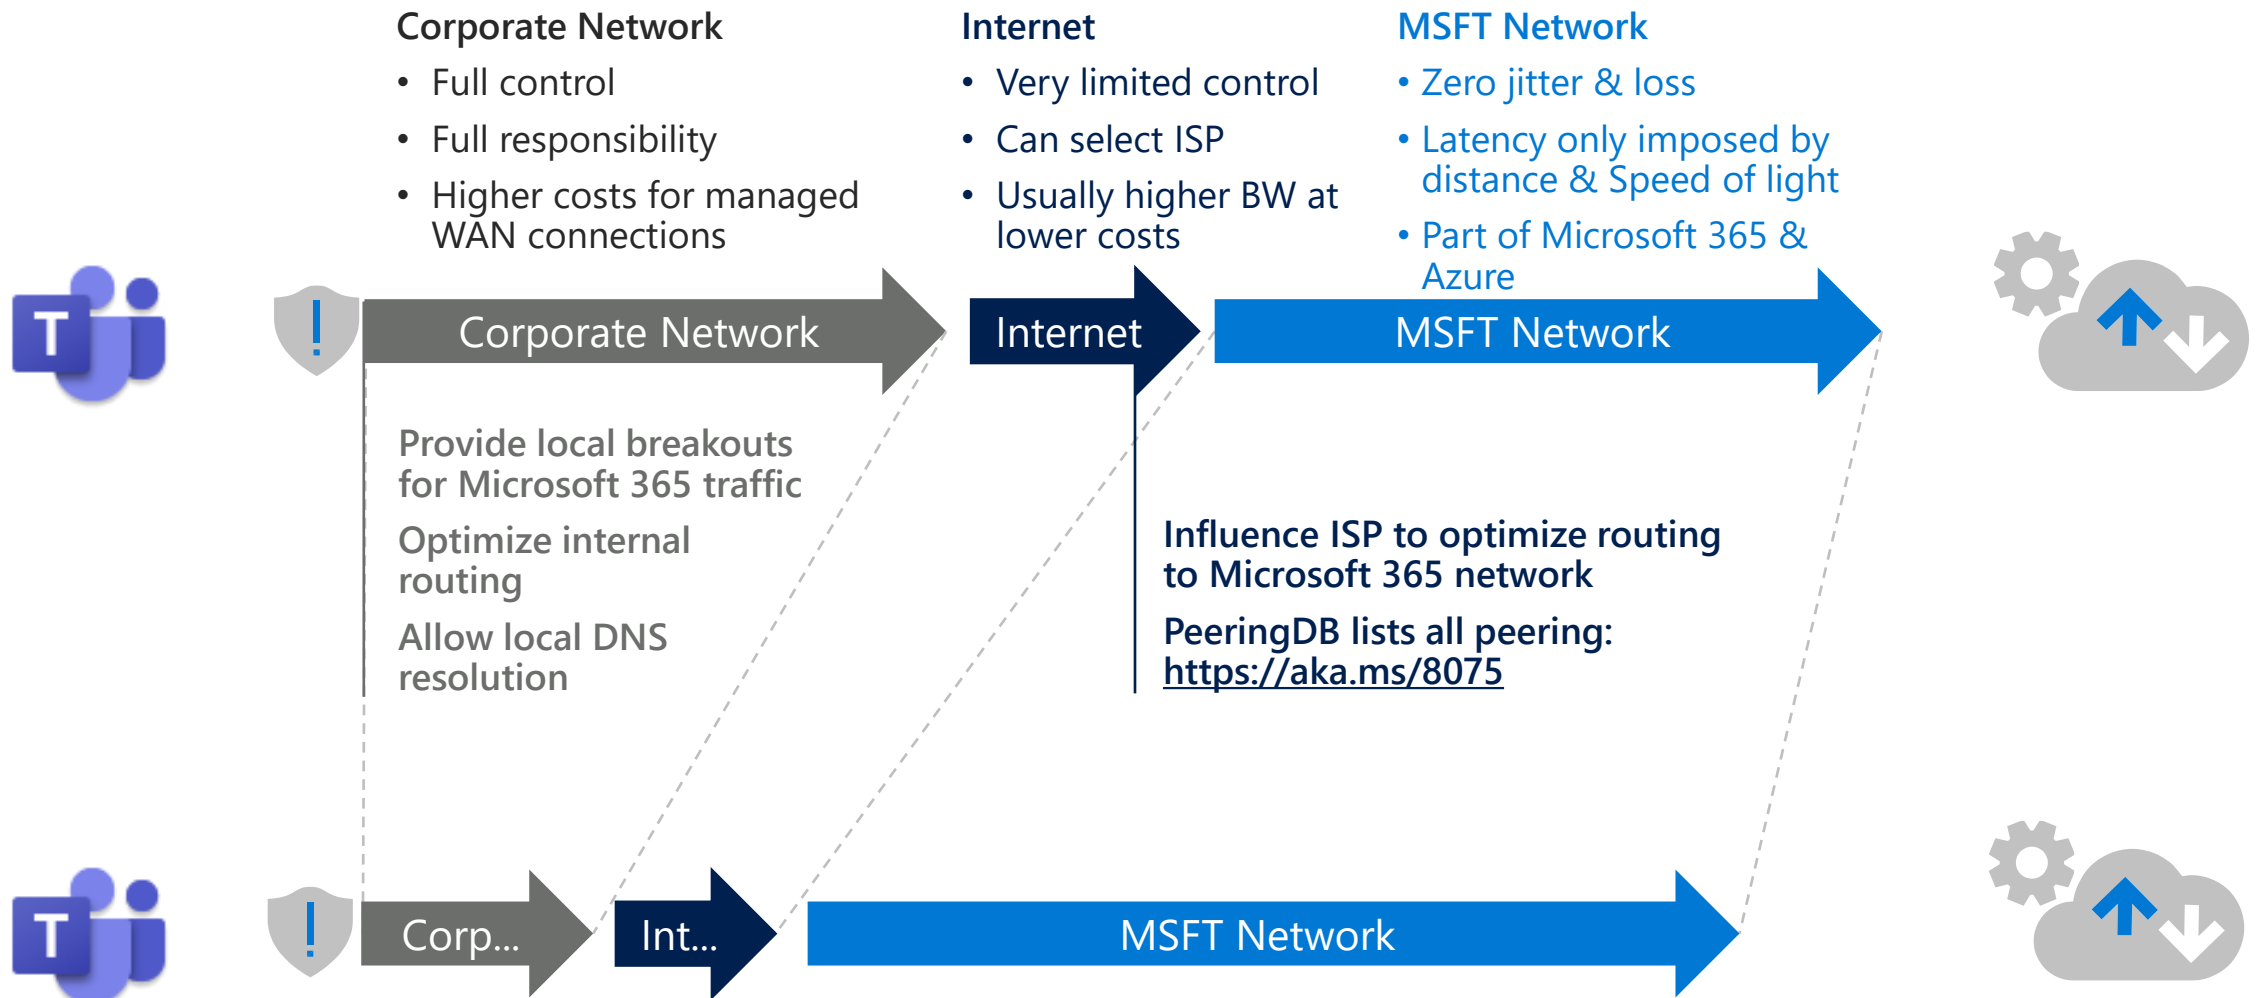 Corporate Network
• Full control
• Full responsibility
• Higher costs for managed
WAN connections
Internet
• Very limited control
• Can select ISP
• Usually higher BW at
lower costs
MSFT Network
• Zero jitter & loss
• Latency only imposed by
distance & Speed of light
• Part of Microsoft 365 &
Azure
T
Corporate Network
Internet
MSFT Network
Provide local breakouts
for Microsoft 365 traffic
Optimize internal
routing
Allow local DNS
resolution
Influence ISP to optimize routing
to Microsoft 365 network
PeeringDB lists all peering:
https://aka.ms/8075
T
Corp...
Int...
MSFT Network